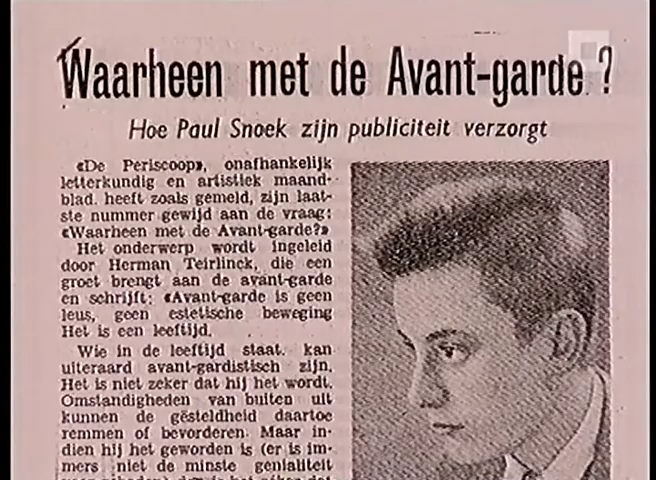 Waarheen met de Avant-garde ?
Hoe Paul Snoek zijn publiciteit verzorgt
«De Periscoop», onafhankelijk
letterkundig en artistiek maand-
blad. heeft zoals gemeld, zijn laat-
ste nummer gewijd aan de vraag:
«Waarheen met de Avant-garde?»
Het onderwerp wordt ingeleid
door Herman Teirlinck, die een
groet brengt aan de avant-garde
en schrijft: «Avant-garde is geen
leus, geen estetische beweging
Het is een leeftijd.
Wie in de leeftijd staat. kan
uiteraard avant-gardistisch zijn.
Het is niet zeker dat hij het wordt.
Omstandigheden van buiten uit
kunnen de gesteldheid daartoe
remmen of bevorderen. Maar in-
dien hij het geworden is (er is im-
mers niet de minste genialiteit